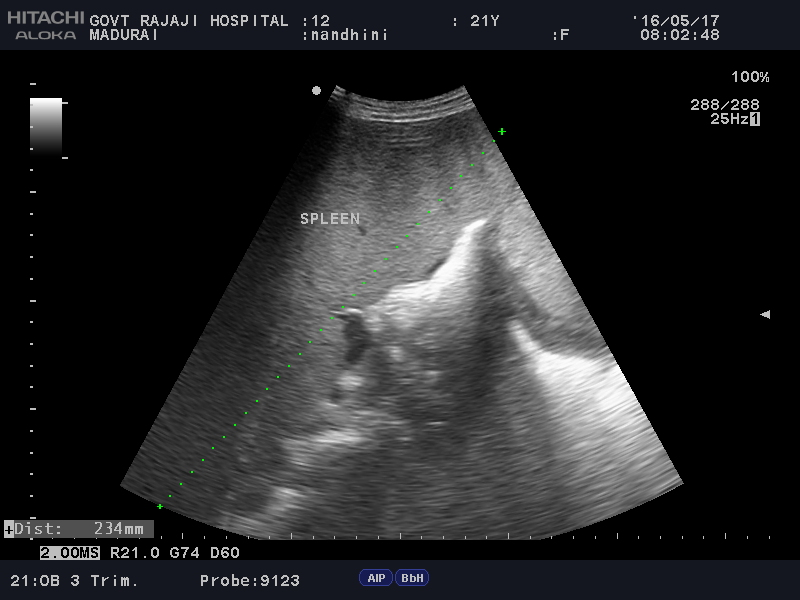 HITACHI GOVT RAJAJI HOSPITAL :12 : 21Y '16/05/17
ALOKA MADURAI :nandhini :F 08:02:48
100%
288/288
25Hz1
SPLEEN
+Dist: 234mm
2.00MS R21.0 G74 D60
21:OB 3 Trim. Probe:9123 AIP BbH